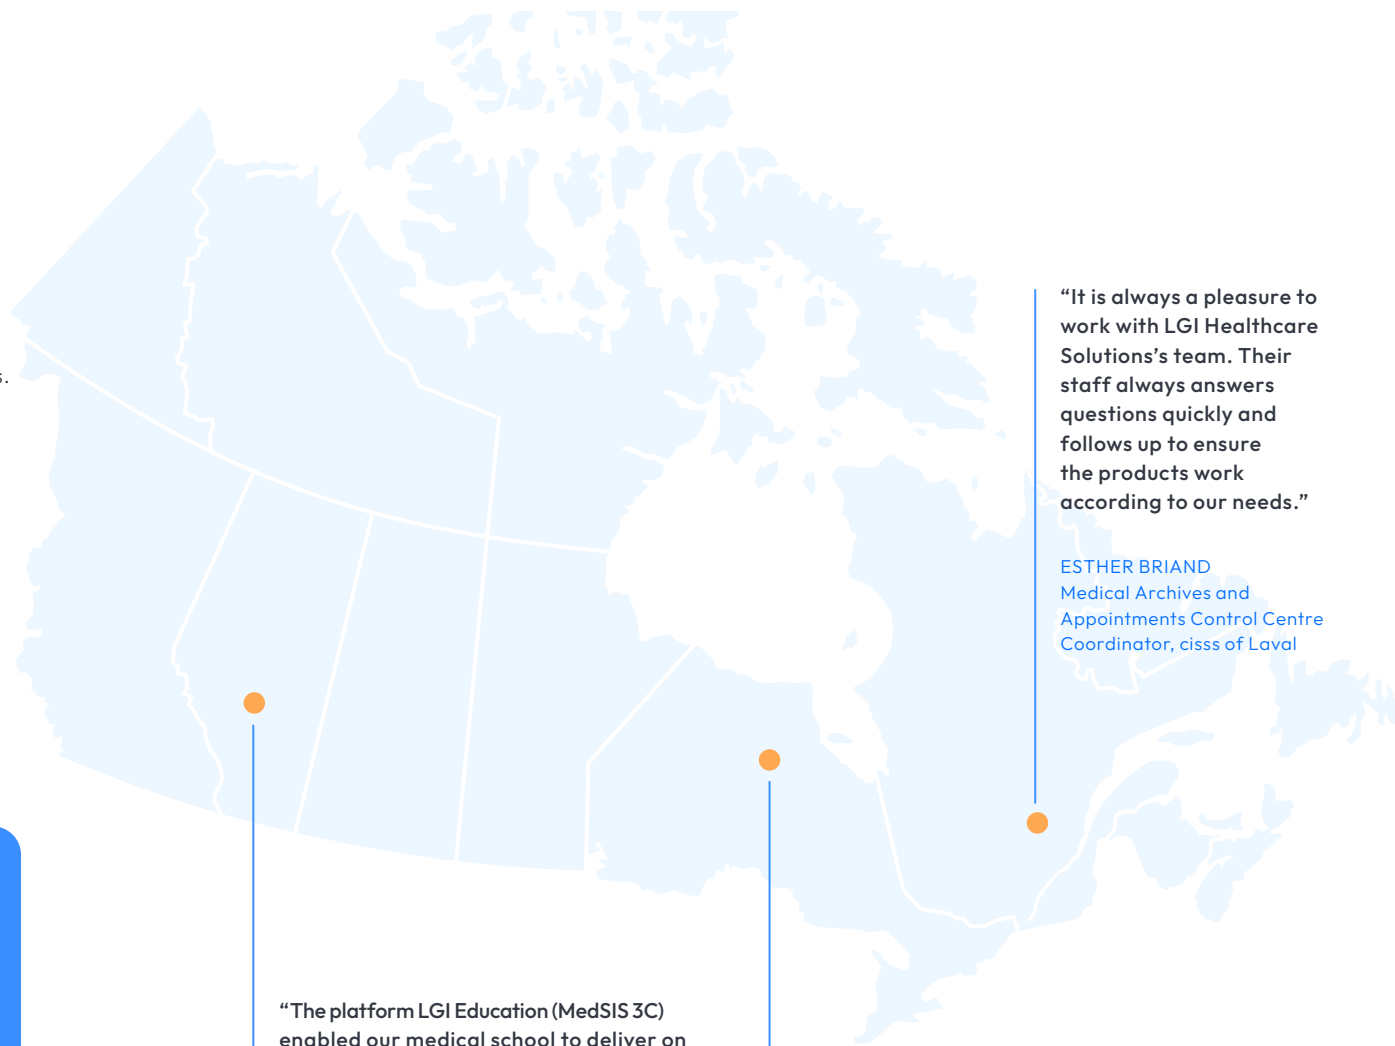 “It is always a pleasure to
work with LGI Healthcare
Solutions’s team. Their
s.
staff always answers
questions quickly and
follows up to ensure
the products work
according to our needs.”
ESTHER BRIAND
Medical Archives and
Appointments Control Centre
Coordinator, cisss of Laval
“The platform LGI Education (MedSIS 3C)
enabled our medical school to deliver on